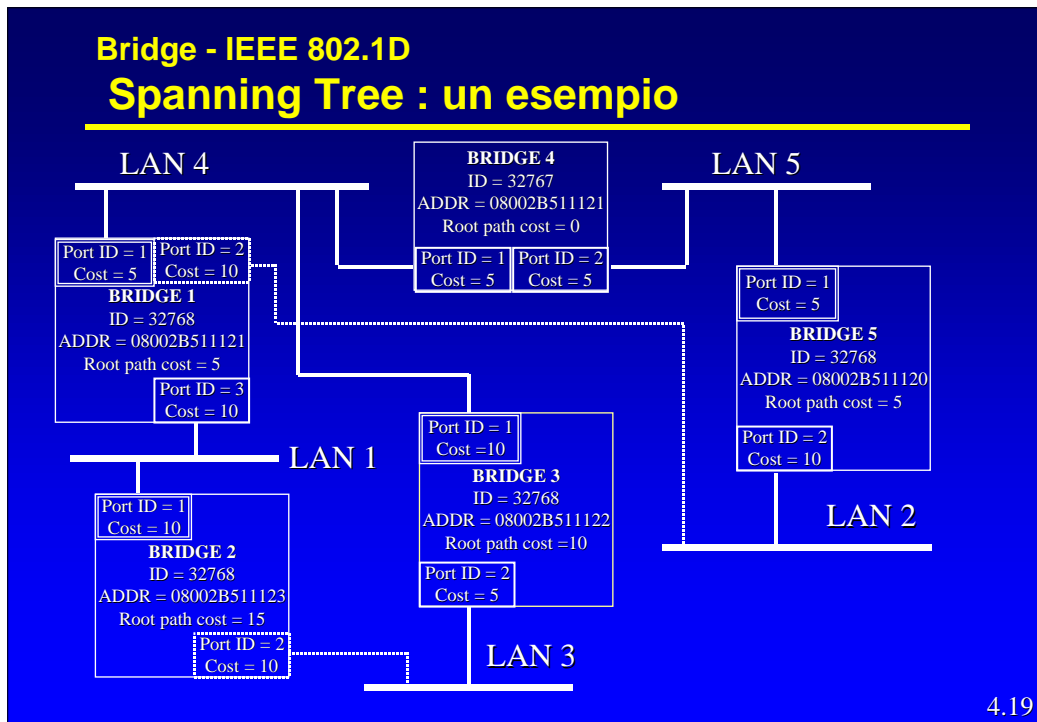 Bridge - IEEE 802.1D
Spanning Tree : un esempio
LAN 4
BRIDGE 4
ID = 32767
ADDR = 08002B511121
Root path cost = 0
Port ID = 1
Cost = 5
Port ID = 2
Cost = 5
LAN 5
Port ID = 1
Cost = 5
Port ID = 2
Cost = 10
BRIDGE 1
ID = 32768
ADDR = 08002B511121
Root path cost = 5
Port ID = 3
Cost = 10
Port ID = 1
Cost = 5
BRIDGE 5
ID = 32768
ADDR = 08002B511120
Root path cost = 5
Port ID = 2
Cost = 10
LAN 1
Port ID = 1
Cost =10
BRIDGE 3
ID = 32768
ADDR = 08002B511122
Root path cost =10
Port ID = 2
Cost = 5
LAN 2
Port ID = 1
Cost = 10
BRIDGE 2
ID = 32768
ADDR = 08002B511123
Root path cost = 15
Port ID = 2
Cost = 10
LAN 3
4.19